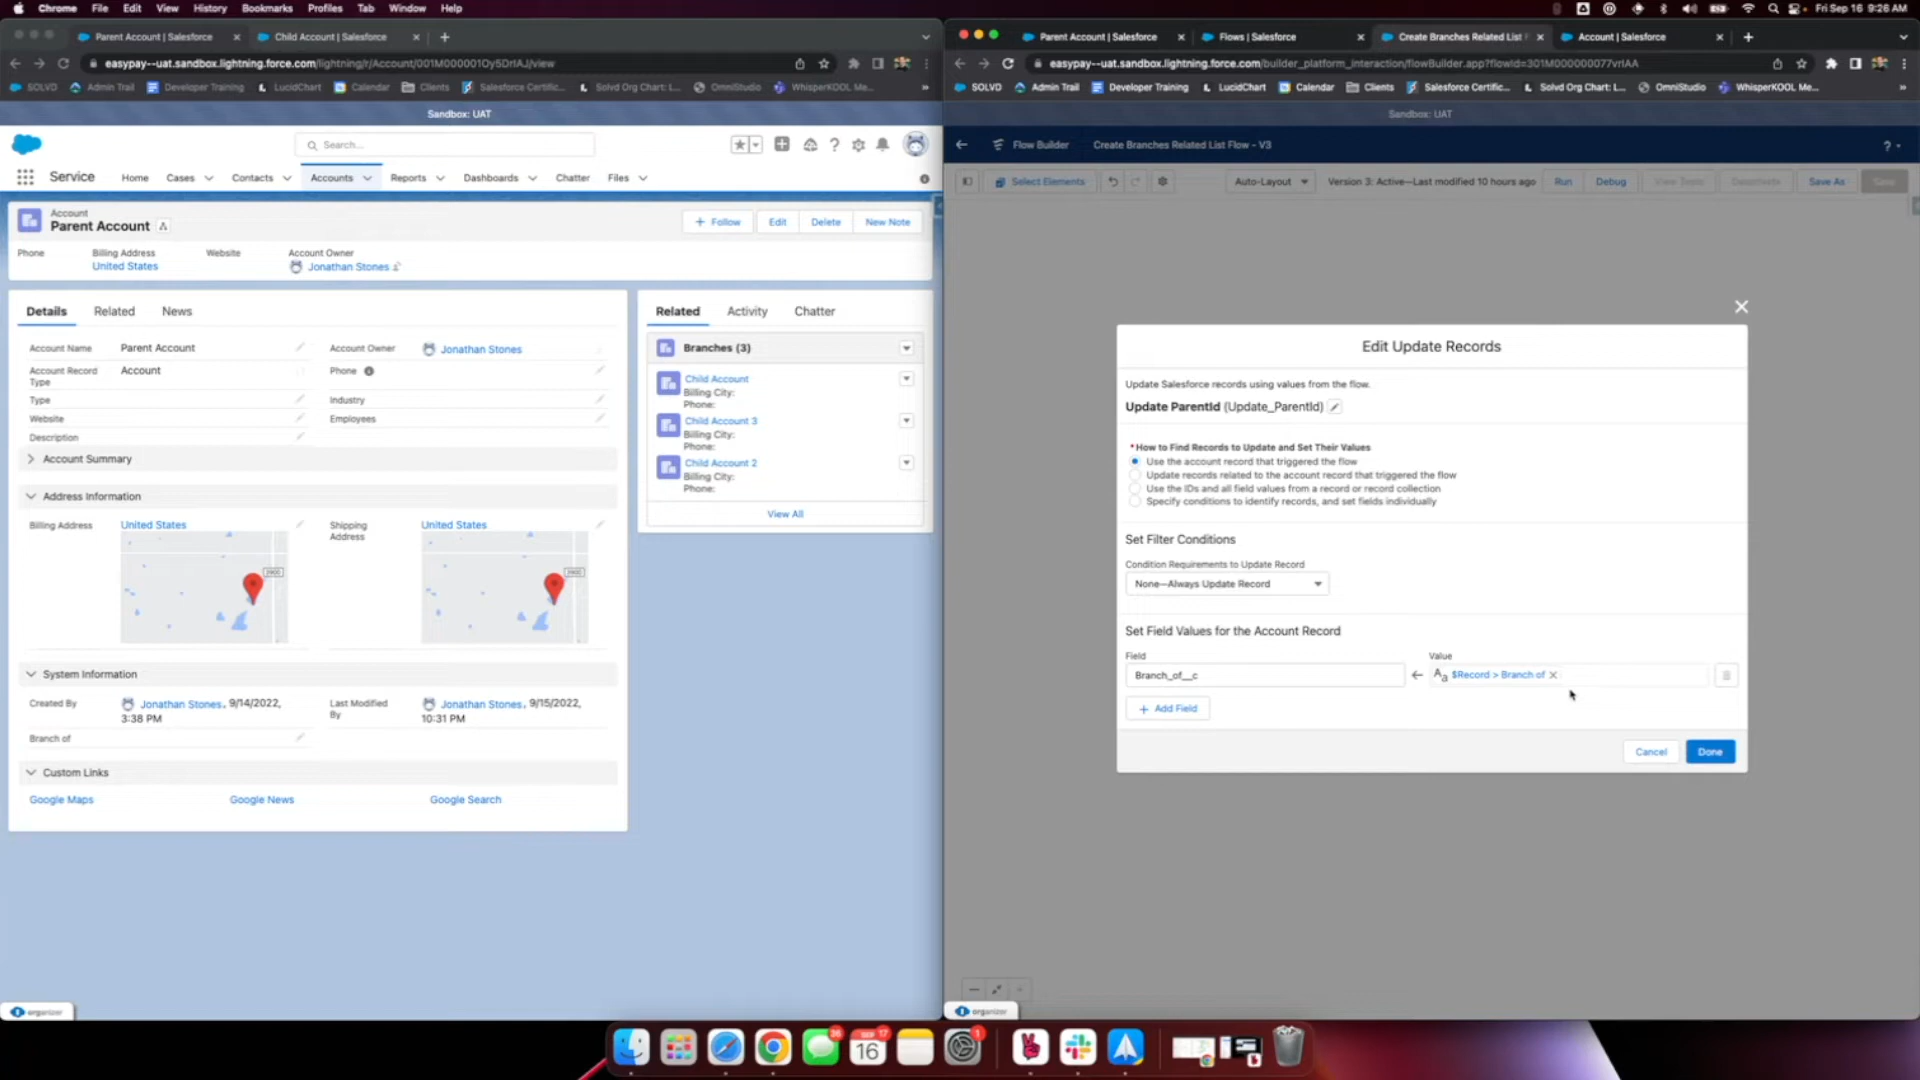 Chrome File Edit View History Bookmarks Profiles Tab Window Help
Fri Sep 16 9:26 AM
Parent Account | Salesforce
Child Account | Salesforce
easypay--uat.sandbox.lightning.force.com/lightning/r/Account/001M000001Oy5DrIAJ/view
SOLVD Admin Trail Developer Training LucidChart Calendar Clients Salesforce Certific... Solvd Org Chart: L... OmniStudio WhisperKOOL Me...
Sandbox: UAT
Search...
Service Home Cases Contacts Accounts Reports Dashboards Chatter Files
Account
Parent Account
Follow Edit Delete New Note
Phone Billing Address Website Account Owner
United States Jonathan Stones
Details Related News
Account Name Parent Account Account Owner Jonathan Stones
Account Record Type Account Phone
Type Industry
Website Employees
Description
Account Summary
Address Information
Billing Address United States Shipping Address United States
3900
3900
System Information
Created By Jonathan Stones, 9/14/2022, 3:38 PM
Last Modified By Jonathan Stones, 9/15/2022, 10:31 PM
Branch of
Custom Links
Google Maps Google News Google Search
Related Activity Chatter
Branches (3)
Child Account
Billing City:
Phone:
Child Account 3
Billing City:
Phone:
Child Account 2
Billing City:
Phone:
View All
organizer
Parent Account | Salesforce
Flows | Salesforce
Create Branches Related List F
Account | Salesforce
easypay--uat.sandbox.lightning.force.com/builder_platform_interaction/flowBuilder.app?flowId=301M000000077vrIAA
SOLVD Admin Trail Developer Training LucidChart Calendar Clients Salesforce Certific... Solvd Org Chart: L... OmniStudio WhisperKOOL Me...
Sandbox: UAT
Flow Builder Create Branches Related List Flow - V3
Select Elements Auto-Layout Version 3: Active—Last modified 10 hours ago Run Debug View Tests Deactivate Save As Save
Edit Update Records
Update Salesforce records using values from the flow.
Update ParentId (Update_ParentId)
*How to Find Records to Update and Set Their Values
Use the account record that triggered the flow
Update records related to the account record that triggered the flow
Use the IDs and all field values from a record or record collection
Specify conditions to identify records, and set fields individually
Set Filter Conditions
Condition Requirements to Update Record
None—Always Update Record
Set Field Values for the Account Record
Field Value
Branch_of__c Aa $Record > Branch of
Add Field
Cancel Done
organizer
SEP 17
16
1